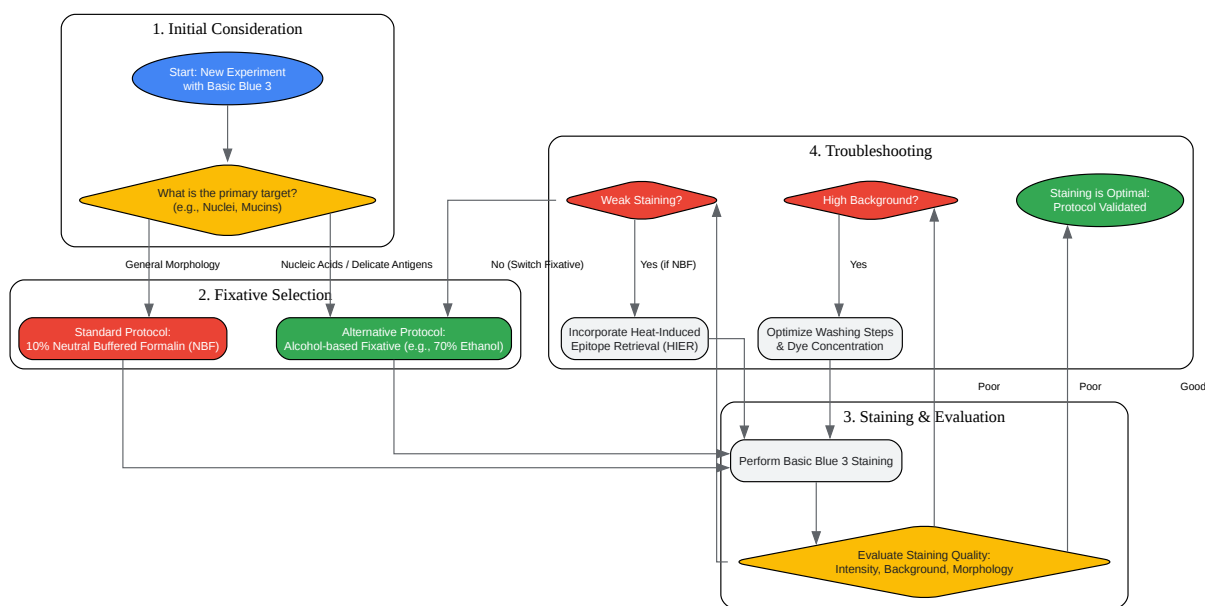 1. Initial Consideration
Start: New Experiment
with Basic Blue 3
What is the primary target?
(e.g., Nuclei, Mucins)
General Morphology
Nucleic Acids / Delicate Antigens
2. Fixative Selection
Standard Protocol:
10% Neutral Buffered Formalin (NBF)
Alternative Protocol:
Alcohol-based Fixative (e.g., 70% Ethanol)
4. Troubleshooting
Weak Staining?
High Background?
Staining is Optimal:
Protocol Validated
No (Switch Fixative)
Yes (if NBF)
Yes
Incorporate Heat-Induced
Epitope Retrieval (HIER)
Optimize Washing Steps
& Dye Concentration
Poor
Poor
Good
3. Staining & Evaluation
Perform Basic Blue 3 Staining
Evaluate Staining Quality:
Intensity, Background, Morphology